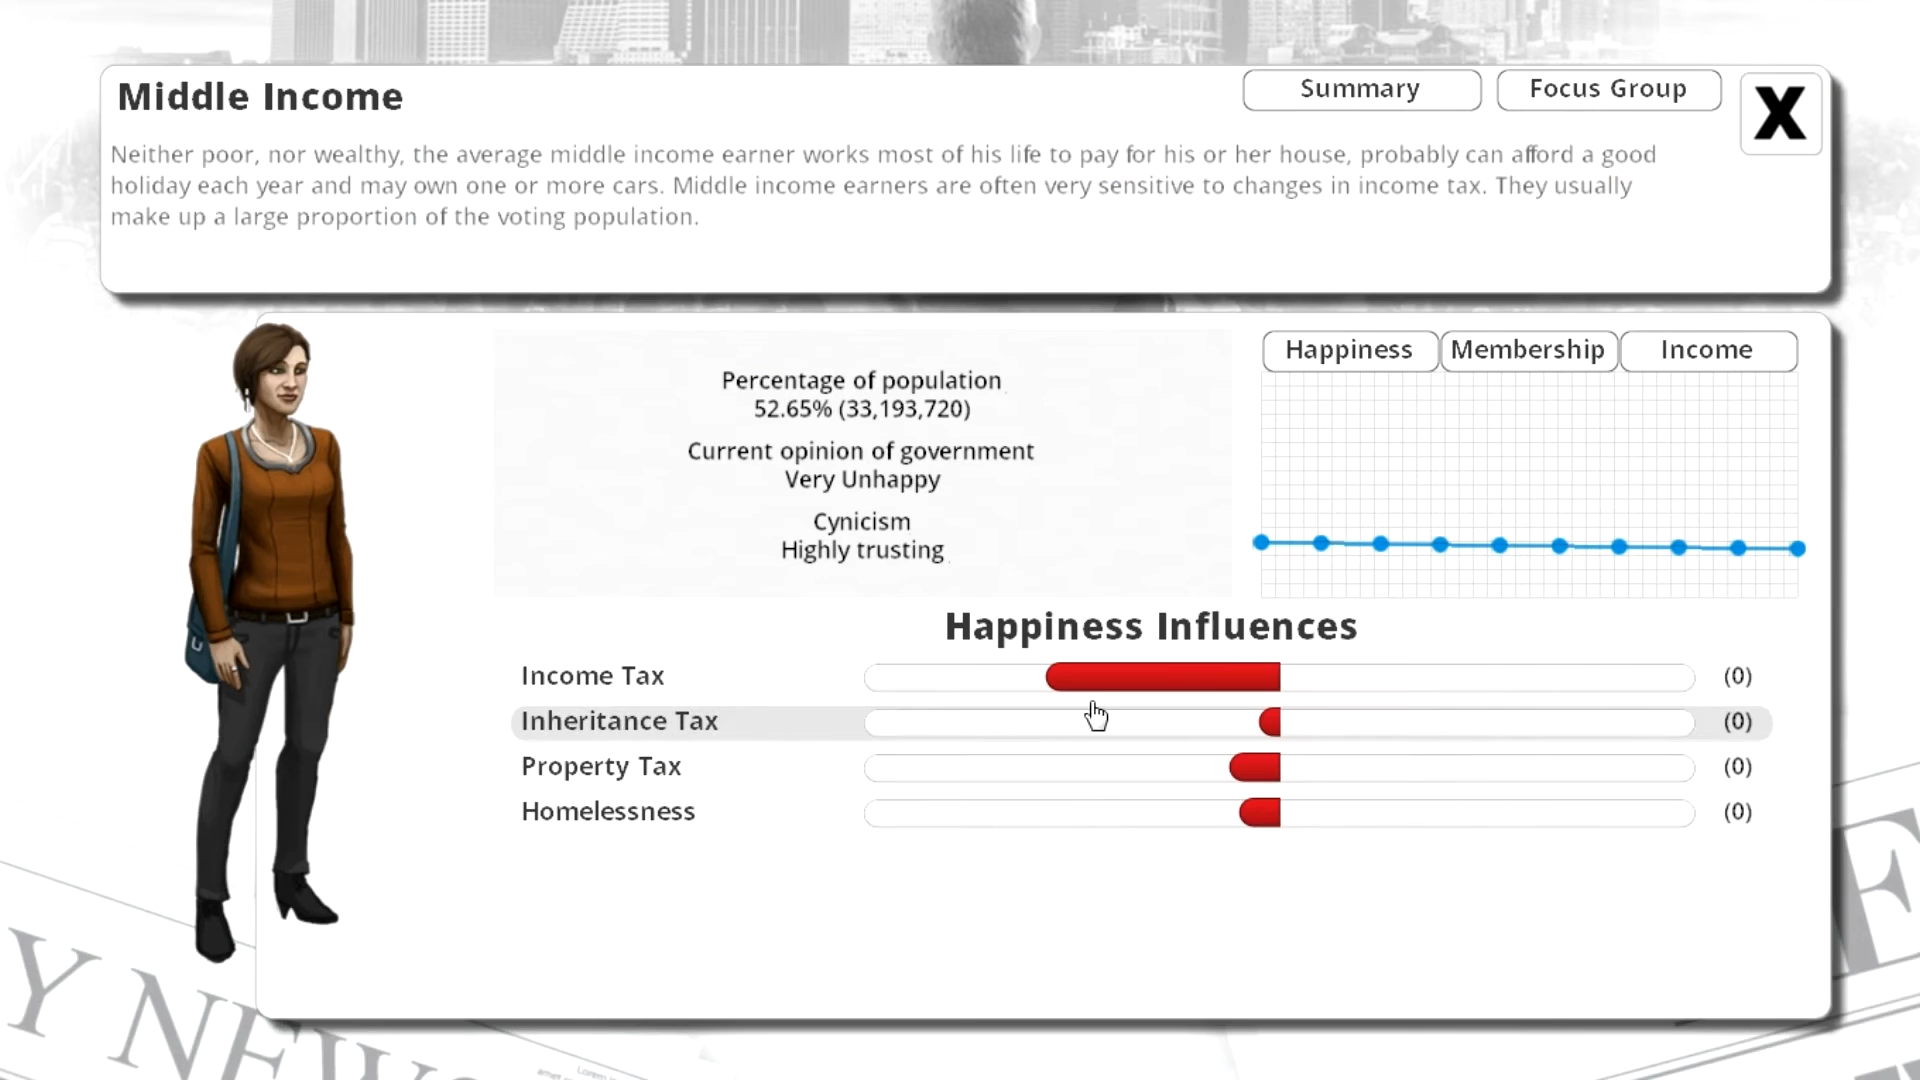 Middle Income
Summary
Focus Group
X
Neither poor, nor wealthy, the average middle income earner works most of his life to pay for his or her house, probably can afford a good
holiday each year and may own one or more cars. Middle income earners are often very sensitive to changes in income tax. They usually
make up a large proportion of the voting population.
Percentage of population
52.65% (33,193,720)
Current opinion of government
Very Unhappy
Cynicism
Highly trusting
Happiness
Membership
Income
Happiness Influences
Income Tax (0)
Inheritance Tax (0)
Property Tax (0)
Homelessness (0)
Y NEWS
E